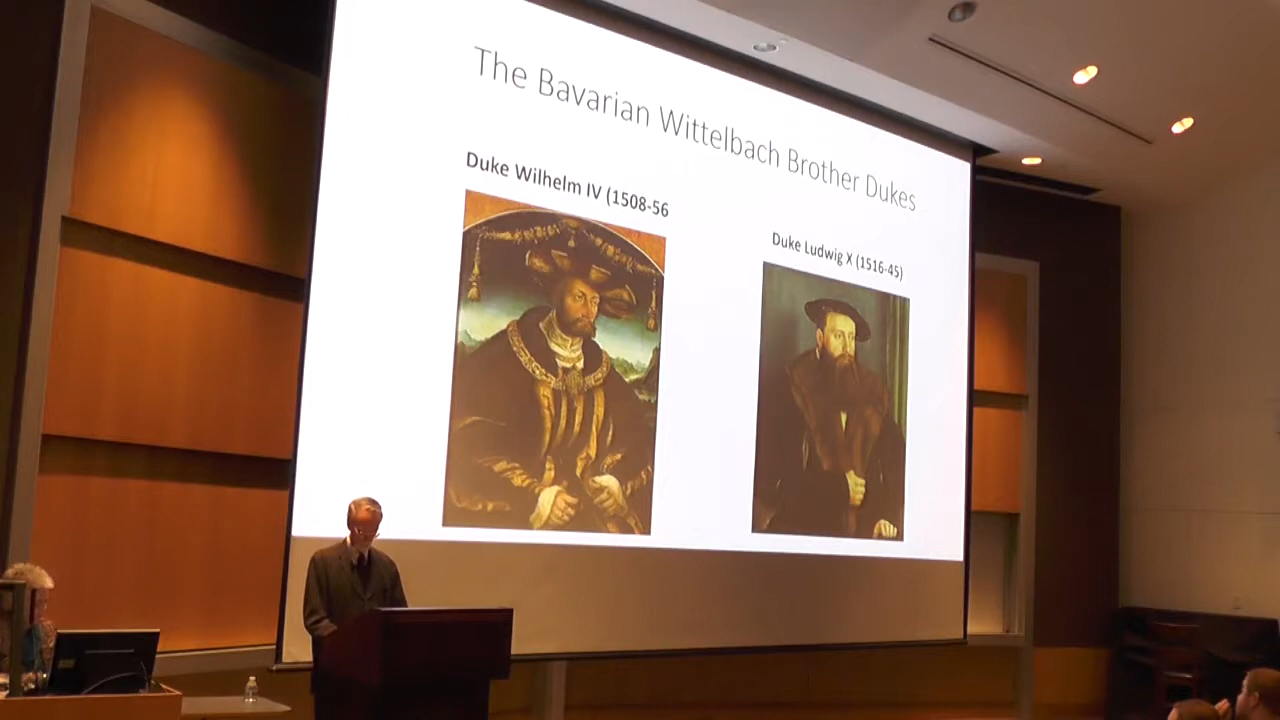 The Bavarian Wittelbach Brother Dukes
Duke Wilhelm IV (1508-56
Duke Ludwig X (1516-45)